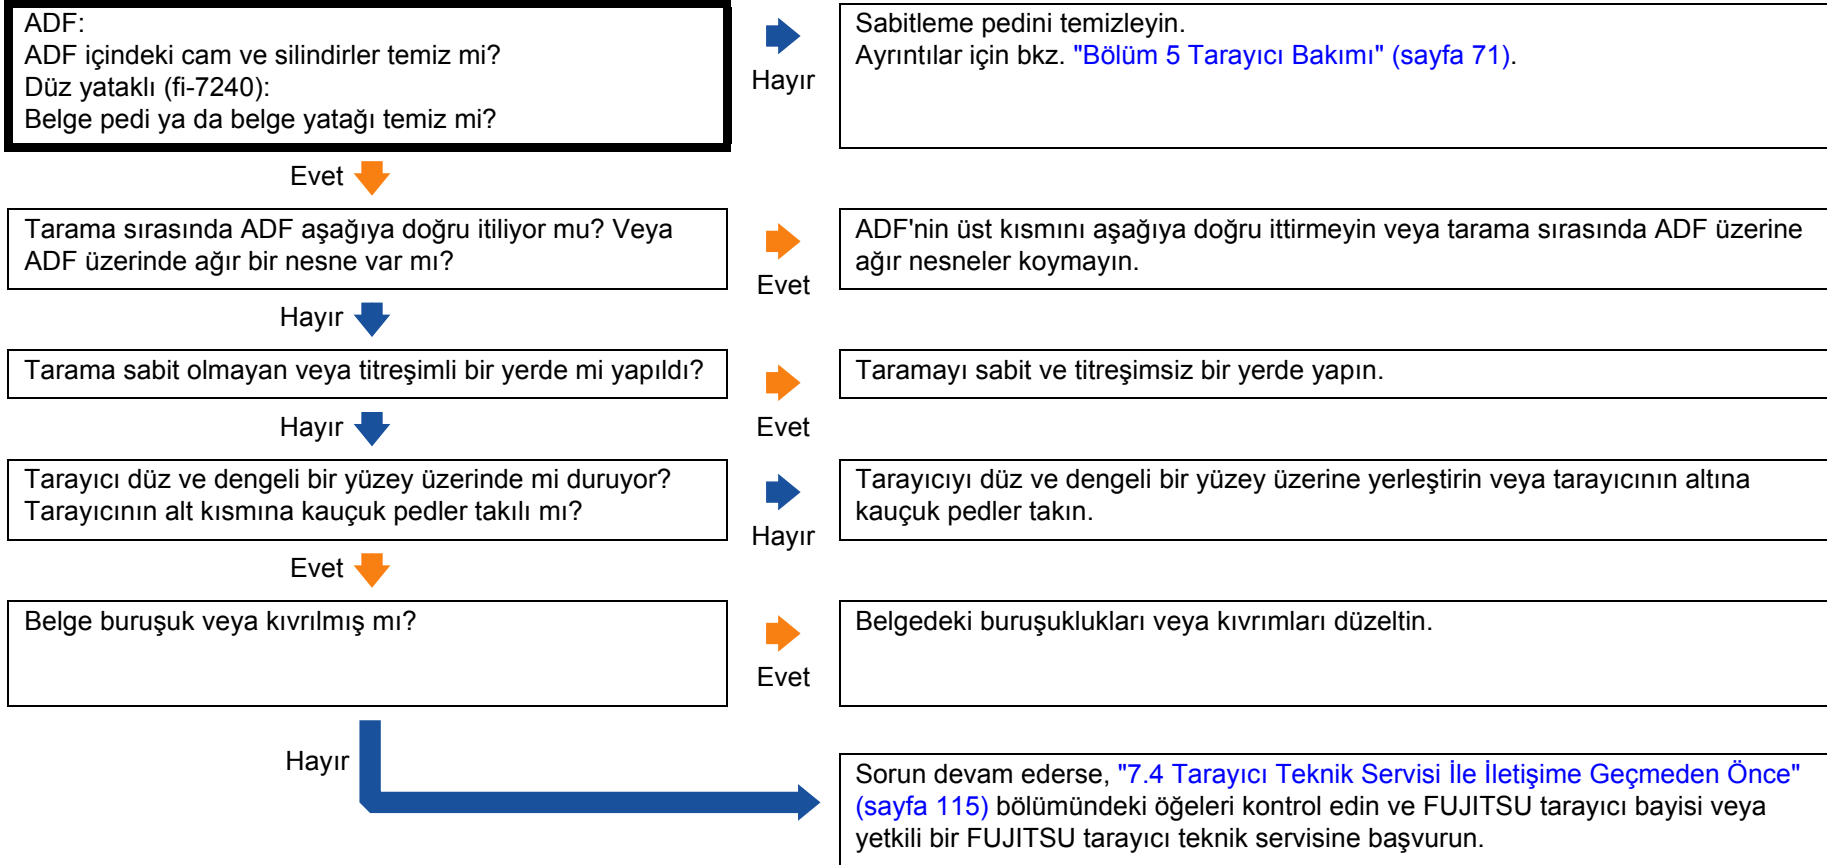 ADF:
ADF içindeki cam ve silindirler temiz mi?
Düz yataklı (fi-7240):
Belge pedi ya da belge yatağı temiz mi?
Hayır
Sabitleme pedini temizleyin.
Ayrıntılar için bkz. "Bölüm 5 Tarayıcı Bakımı" (sayfa 71).
Evet
Tarama sırasında ADF aşağıya doğru itiliyor mu? Veya
ADF üzerinde ağır bir nesne var mı?
Evet
ADF'nin üst kısmını aşağıya doğru ittirmeyin veya tarama sırasında ADF üzerine
ağır nesneler koymayın.
Hayır
Tarama sabit olmayan veya titreşimli bir yerde mi yapıldı?
Evet
Taramayı sabit ve titreşimsiz bir yerde yapın.
Hayır
Tarayıcı düz ve dengeli bir yüzey üzerinde mi duruyor?
Tarayıcının alt kısmına kauçuk pedler takılı mı?
Hayır
Tarayıcıyı düz ve dengeli bir yüzey üzerine yerleştirin veya tarayıcının altına
kauçuk pedler takın.
Evet
Belge buruşuk veya kıvrılmış mı?
Evet
Belgedeki buruşuklukları veya kıvrımları düzeltin.
Hayır
Sorun devam ederse, "7.4 Tarayıcı Teknik Servisi İle İletişime Geçmeden Önce"
(sayfa 115) bölümündeki öğeleri kontrol edin ve FUJITSU tarayıcı bayisi veya
yetkili bir FUJITSU tarayıcı teknik servisine başvurun.